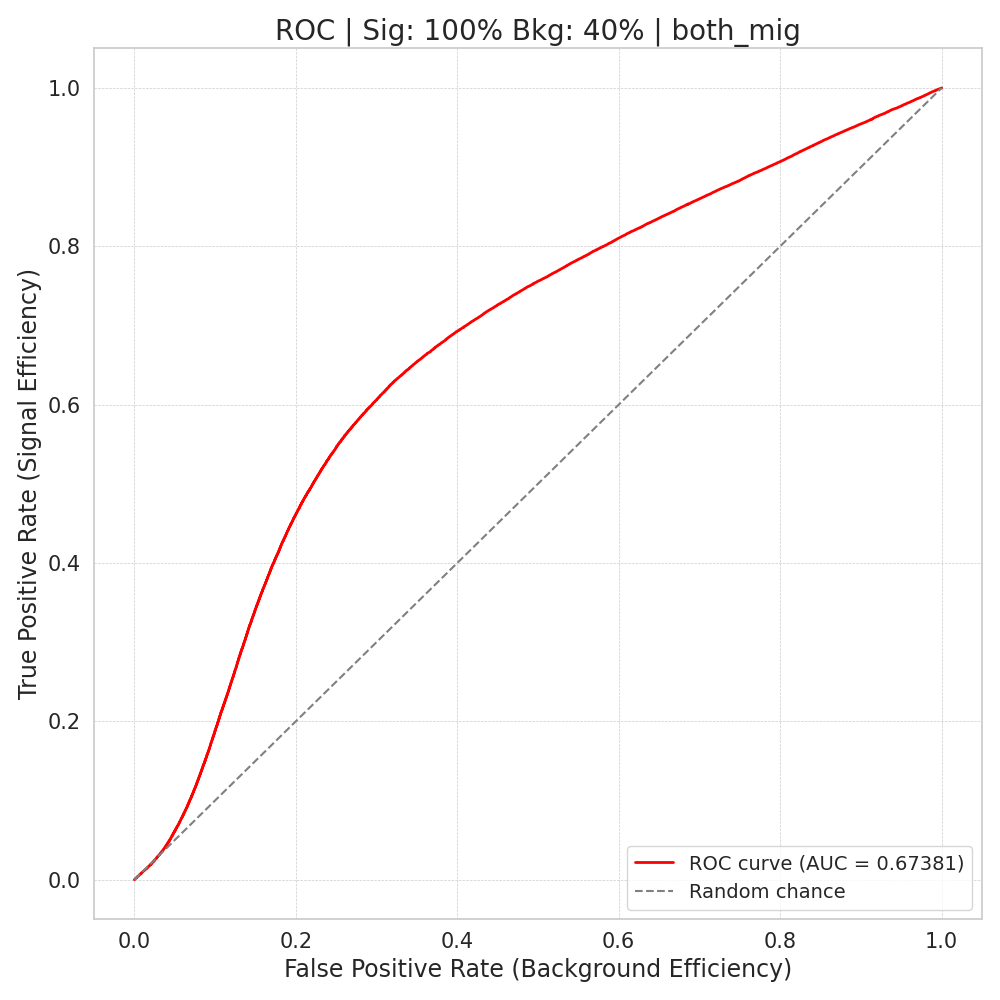 ROC | Sig: 100% Bkg: 40% | both_mig
True Positive Rate (Signal Efficiency)
1.0
0.8
0.6
0.4
0.2
0.0
ROC curve (AUC = 0.67381)
Random chance
0.0 0.2 0.4 0.6 0.8 1.0
False Positive Rate (Background Efficiency)